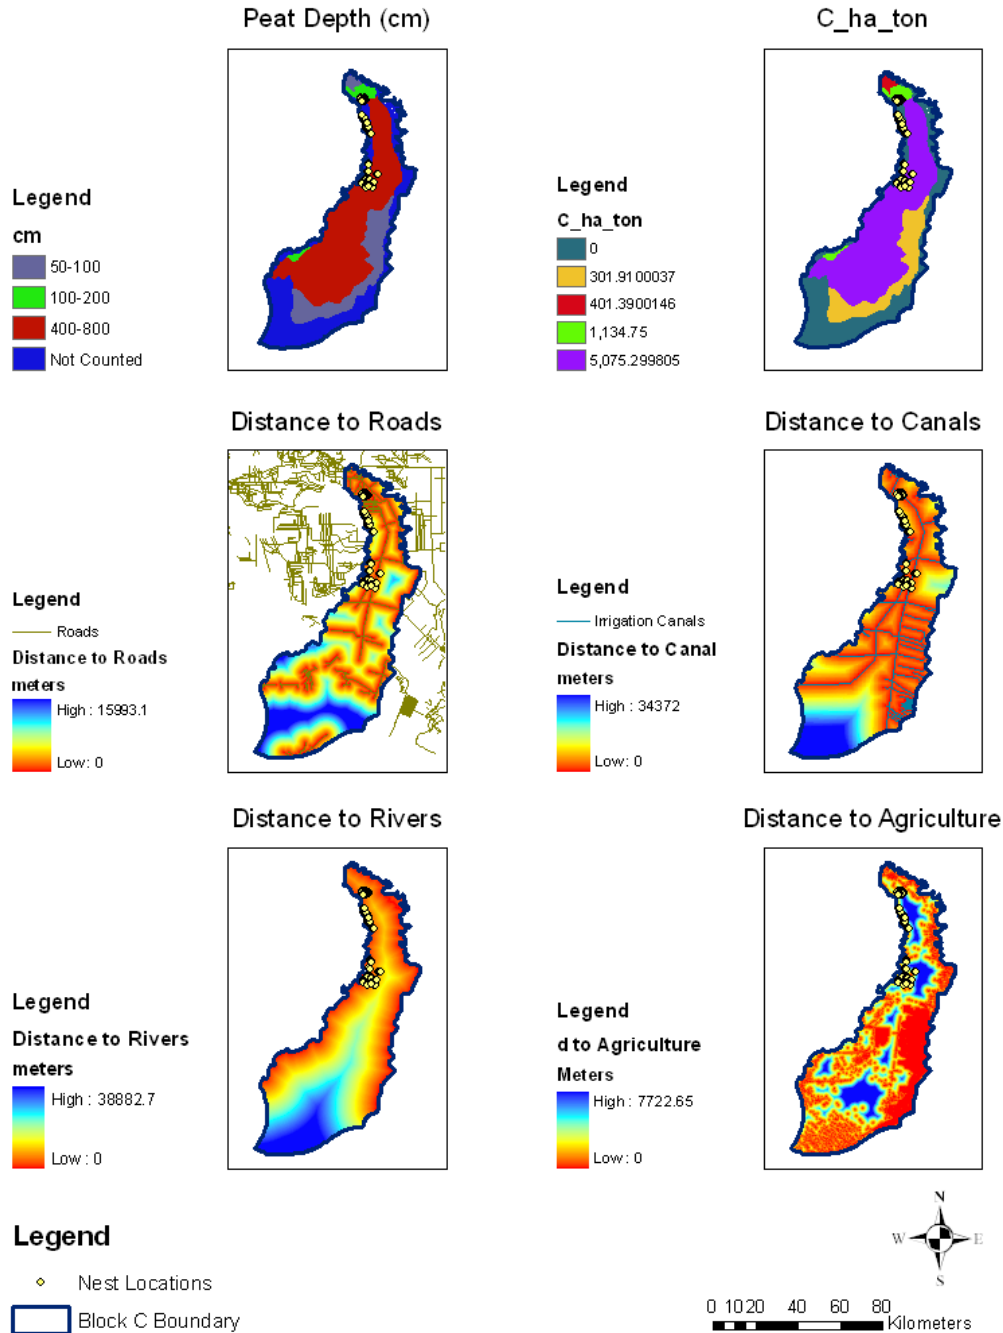 Peat Depth (cm)
C_ha_ton
Legend
cm
50-100
100-200
400-800
Not Counted
Legend
C_ha_ton
0
301.9100037
401.3900146
1,134.75
5,075.299805
Distance to Roads
Distance to Canals
Legend
Roads
Distance to Roads
meters
High : 15993.1
Low : 0
Legend
Irrigation Canals
Distance to Canal
meters
High : 34372
Low : 0
Distance to Rivers
Distance to Agriculture
Legend
Distance to Rivers
meters
High : 38882.7
Low : 0
Legend
d to Agriculture
Meters
High : 7722.65
Low : 0
Legend
Nest Locations
Block C Boundary
N
W E
S
0 10 20 40 60 80
Kilometers